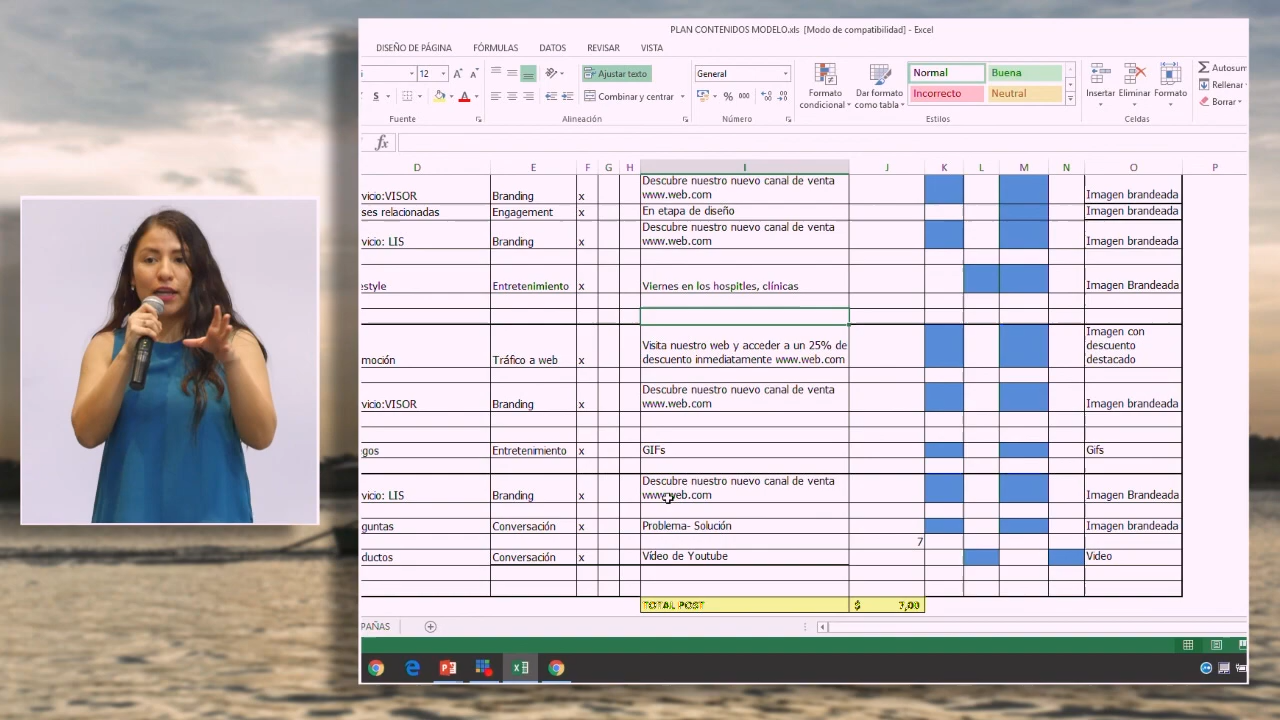 PLAN CONTENIDOS MODELO.xls [Modo de compatibilidad] - Excel
DISEÑO DE PÁGINA FÓRMULAS DATOS REVISAR VISTA
12 A A Ajustar texto General Normal Buena Autosum
S A Combinar y centrar % 000 Formato condicional Dar formato como tabla Incorrecto Neutral Insertar Eliminar Formato Rellenar
Borrar
Fuente Alineación Número Estilos Celdas
fx
D E F G H I J K L M N O P
Descubre nuestro nuevo canal de venta
vicio:VISOR Branding x www.web.com Imagen brandeada
ses relacionadas Engagement x En etapa de diseño Imagen brandeada
Descubre nuestro nuevo canal de venta
vicio: LIS Branding x www.web.com Imagen brandeada
estyle Entretenimiento x Viernes en los hospitles, clínicas Imagen Brandeada
Imagen con
Visita nuestro web y acceder a un 25% de descuento
moción Tráfico a web x descuento inmediatamente www.web.com destacado
Descubre nuestro nuevo canal de venta
vicio:VISOR Branding x www.web.com Imagen brandeada
egos Entretenimiento x GIFs Gifs
Descubre nuestro nuevo canal de venta
vicio: LIS Branding x www.web.com Imagen Brandeada
guntas Conversación x Problema- Solución Imagen brandeada
7
ductos Conversación x Vídeo de Youtube Video
TOTAL POST $ 7,00
PAÑAS